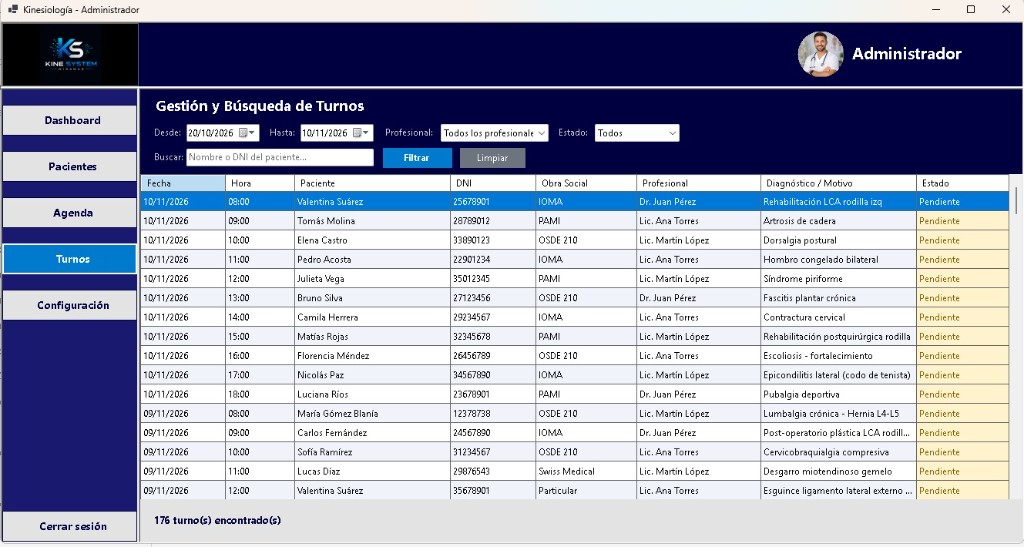 Kinesiología - Administrador
KS
KINE SYSTEM
Administrador
Dashboard
Pacientes
Agenda
Turnos
Configuración
Cerrar sesión
Gestión y Búsqueda de Turnos
Desde: 20/10/2026 Hasta: 10/11/2026 Profesional: Todos los profesionale Estado: Todos
Buscar: Nombre o DNI del paciente... Filtrar Limpiar
Fecha Hora Paciente DNI Obra Social Profesional Diagnóstico / Motivo Estado
10/11/2026 08:00 Valentina Suárez 25678901 IOMA Dr. Juan Pérez Rehabilitación LCA rodilla izq Pendiente
10/11/2026 09:00 Tomás Molina 28789012 PAMI Lic. Ana Torres Artrosis de cadera Pendiente
10/11/2026 10:00 Elena Castro 33890123 OSDE 210 Lic. Martín López Dorsalgia postural Pendiente
10/11/2026 11:00 Pedro Acosta 22901234 IOMA Lic. Ana Torres Hombro congelado bilateral Pendiente
10/11/2026 12:00 Julieta Vega 35012345 PAMI Lic. Martín López Síndrome piriforme Pendiente
10/11/2026 13:00 Bruno Silva 27123456 OSDE 210 Dr. Juan Pérez Fascitis plantar crónica Pendiente
10/11/2026 14:00 Camila Herrera 29234567 IOMA Lic. Ana Torres Contractura cervical Pendiente
10/11/2026 15:00 Matías Rojas 32345678 PAMI Lic. Martín López Rehabilitación postquirúrgica rodilla Pendiente
10/11/2026 16:00 Florencia Méndez 26456789 OSDE 210 Lic. Ana Torres Escoliosis - fortalecimiento Pendiente
10/11/2026 17:00 Nicolás Paz 34567890 IOMA Lic. Martín López Epicondilitis lateral (codo de tenista) Pendiente
10/11/2026 18:00 Luciana Ríos 23678901 PAMI Dr. Juan Pérez Pubalgia deportiva Pendiente
09/11/2026 08:00 María Gómez Blanía 12378738 OSDE 210 Lic. Martín López Lumbalgia crónica - Hernia L4-L5 Pendiente
09/11/2026 09:00 Carlos Fernández 24567890 IOMA Dr. Juan Pérez Post-operatorio plástica LCA rodill... Pendiente
09/11/2026 10:00 Sofía Ramírez 31234567 OSDE 210 Lic. Ana Torres Cervicobraquialgia compresiva Pendiente
09/11/2026 11:00 Lucas Díaz 29876543 Swiss Medical Lic. Martín López Desgarro miotendinoso gemelo Pendiente
09/11/2026 12:00 Valentina Suárez 35678901 Particular Lic. Ana Torres Esguince ligamento lateral externo ... Pendiente
176 turno(s) encontrado(s)